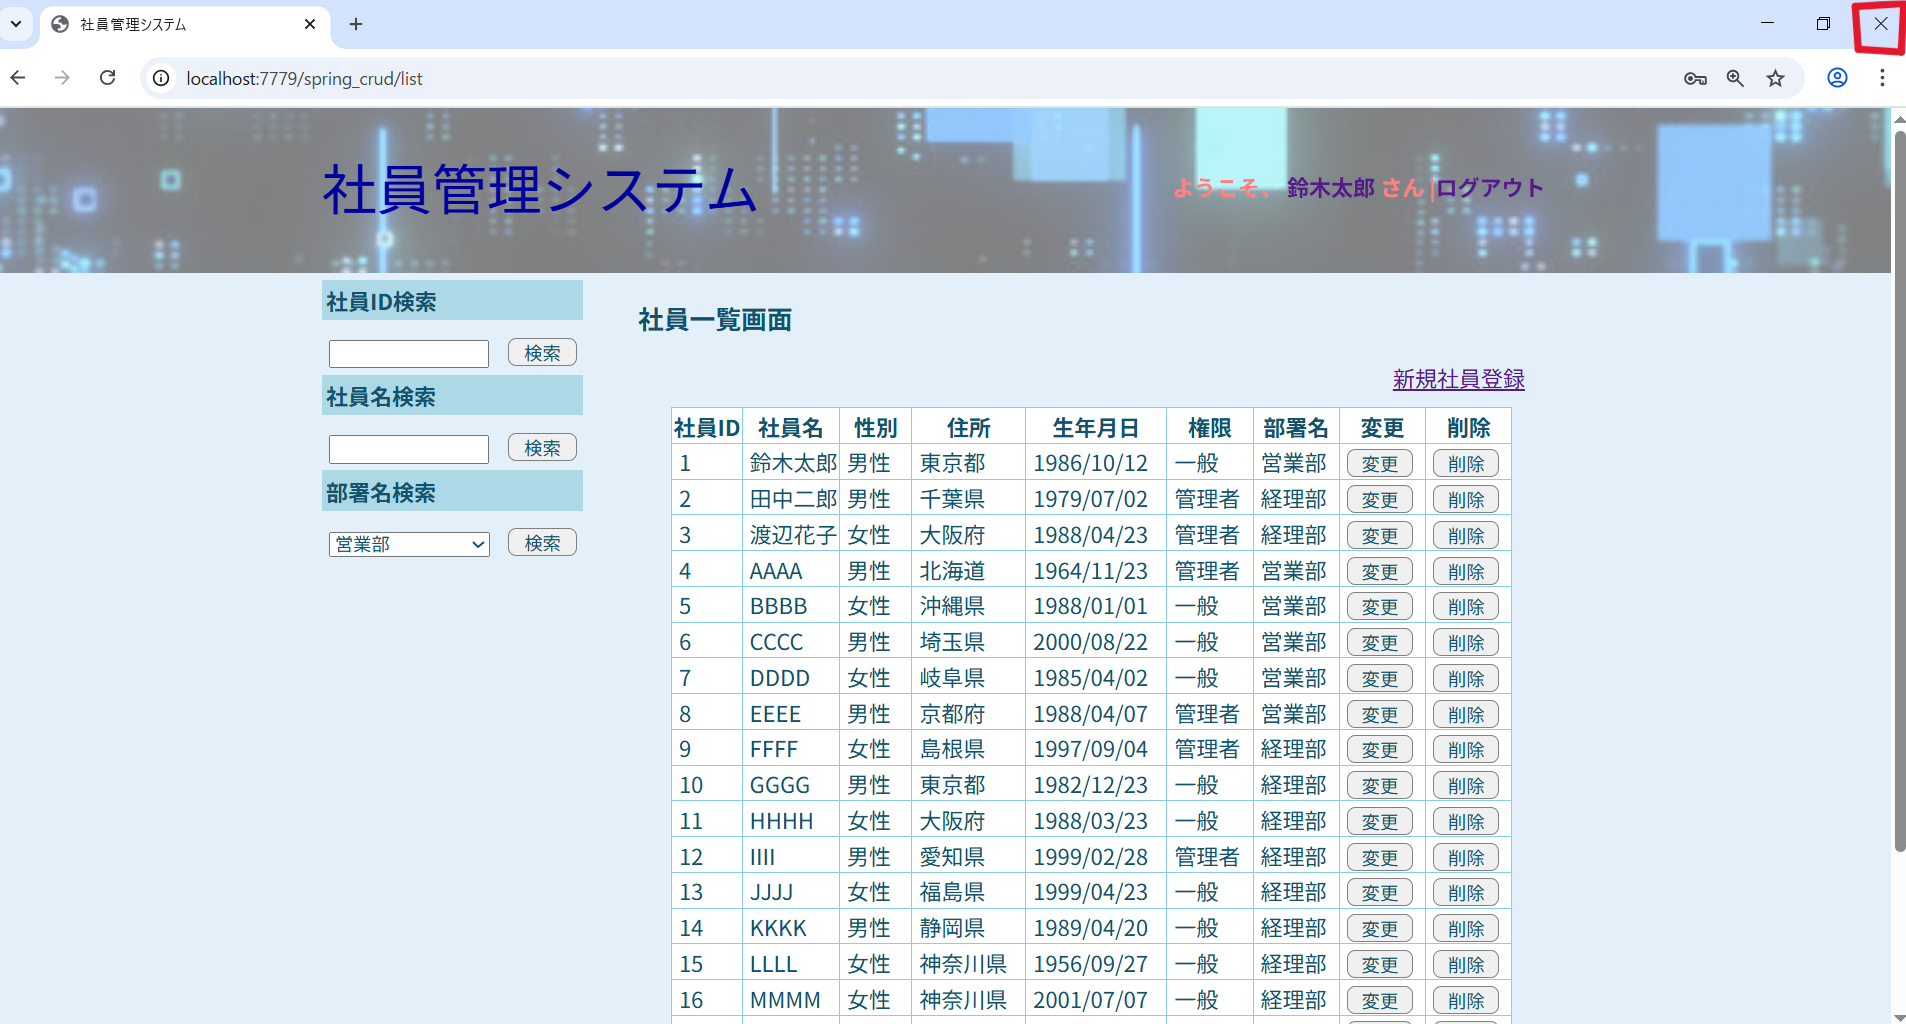 社員管理システム
localhost:7779/spring_crud/list
社員管理システム
ようこそ、 鈴木太郎 さん |ログアウト
社員ID検索
検索
社員名検索
検索
部署名検索
営業部 検索
社員一覧画面
新規社員登録
社員ID 社員名 性別 住所 生年月日 権限 部署名 変更 削除
1 鈴木太郎 男性 東京都 1986/10/12 一般 営業部 変更 削除
2 田中二郎 男性 千葉県 1979/07/02 管理者 経理部 変更 削除
3 渡辺花子 女性 大阪府 1988/04/23 管理者 経理部 変更 削除
4 AAAA 男性 北海道 1964/11/23 管理者 営業部 変更 削除
5 BBBB 女性 沖縄県 1988/01/01 一般 営業部 変更 削除
6 CCCC 男性 埼玉県 2000/08/22 一般 営業部 変更 削除
7 DDDD 女性 岐阜県 1985/04/02 一般 営業部 変更 削除
8 EEEE 男性 京都府 1988/04/07 管理者 営業部 変更 削除
9 FFFF 女性 島根県 1997/09/04 管理者 経理部 変更 削除
10 GGGG 男性 東京都 1982/12/23 一般 経理部 変更 削除
11 HHHH 女性 大阪府 1988/03/23 一般 経理部 変更 削除
12 IIII 男性 愛知県 1999/02/28 管理者 経理部 変更 削除
13 JJJJ 女性 福島県 1999/04/23 一般 経理部 変更 削除
14 KKKK 男性 静岡県 1989/04/20 一般 経理部 変更 削除
15 LLLL 女性 神奈川県 1956/09/27 一般 経理部 変更 削除
16 MMMM 女性 神奈川県 2001/07/07 一般 経理部 変更 削除